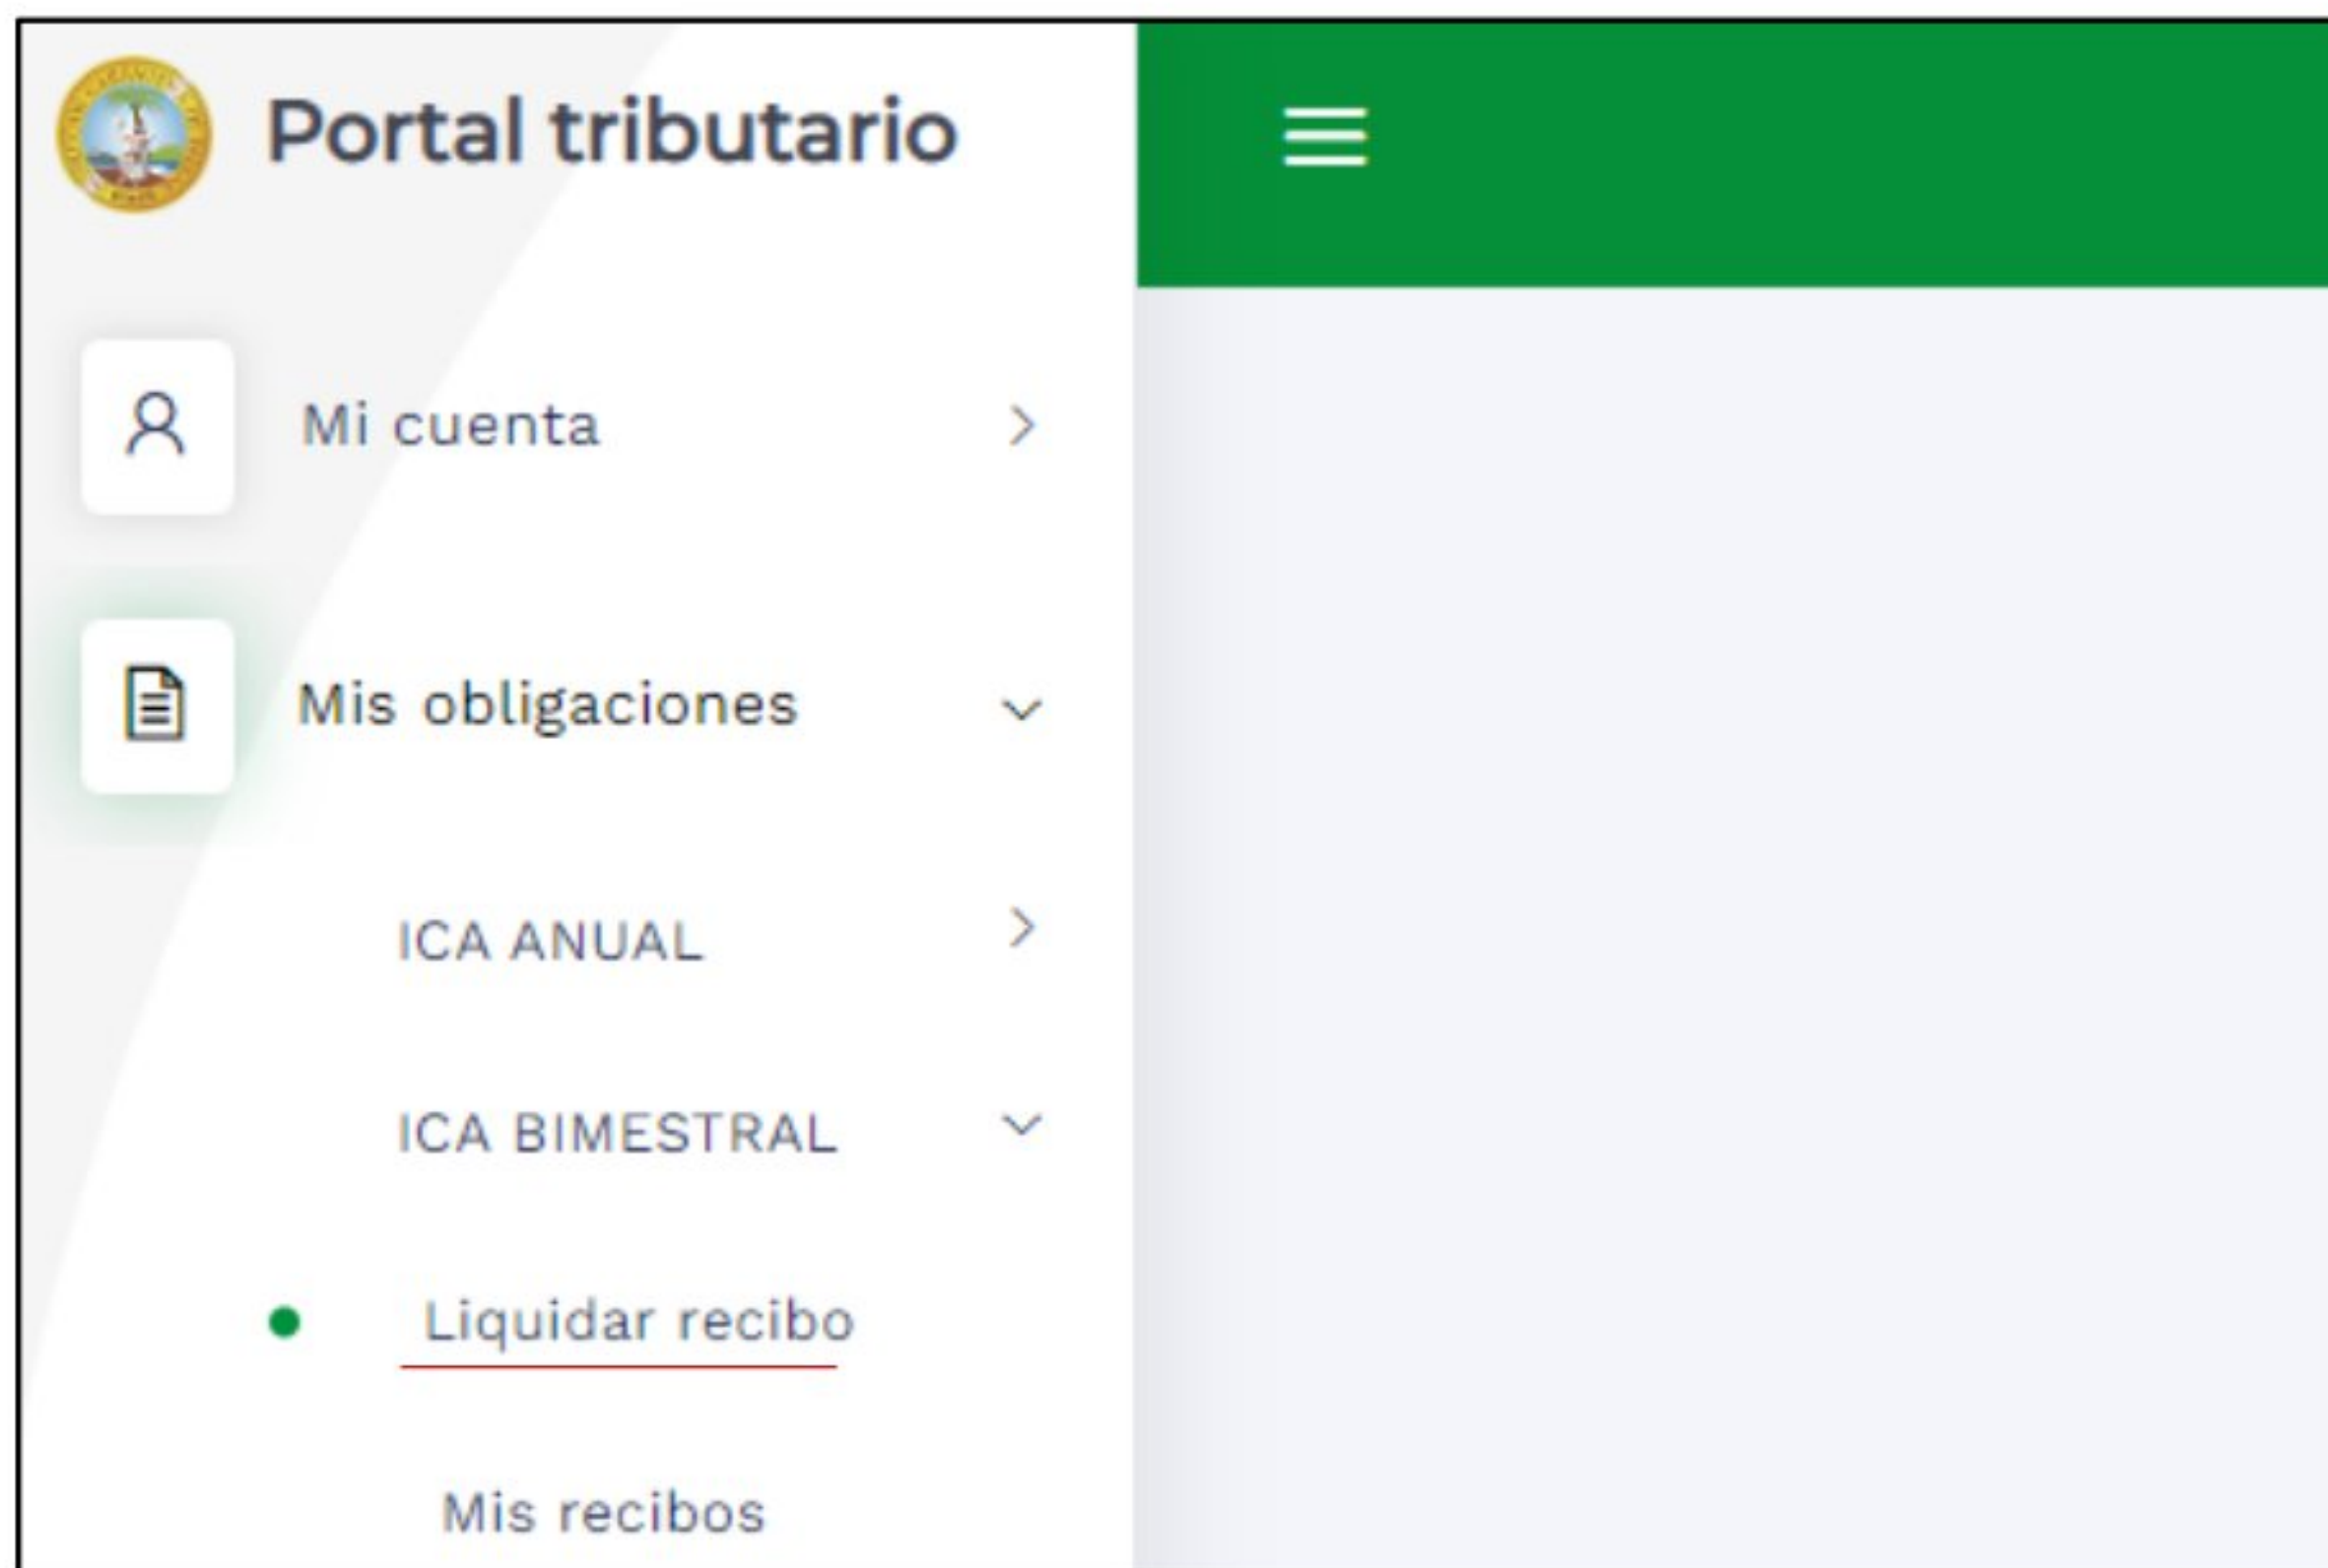 Portal tributario
Mi cuenta
Mis obligaciones
ICA ANUAL
ICA BIMESTRAL
Liquidar recibo
Mis recibos